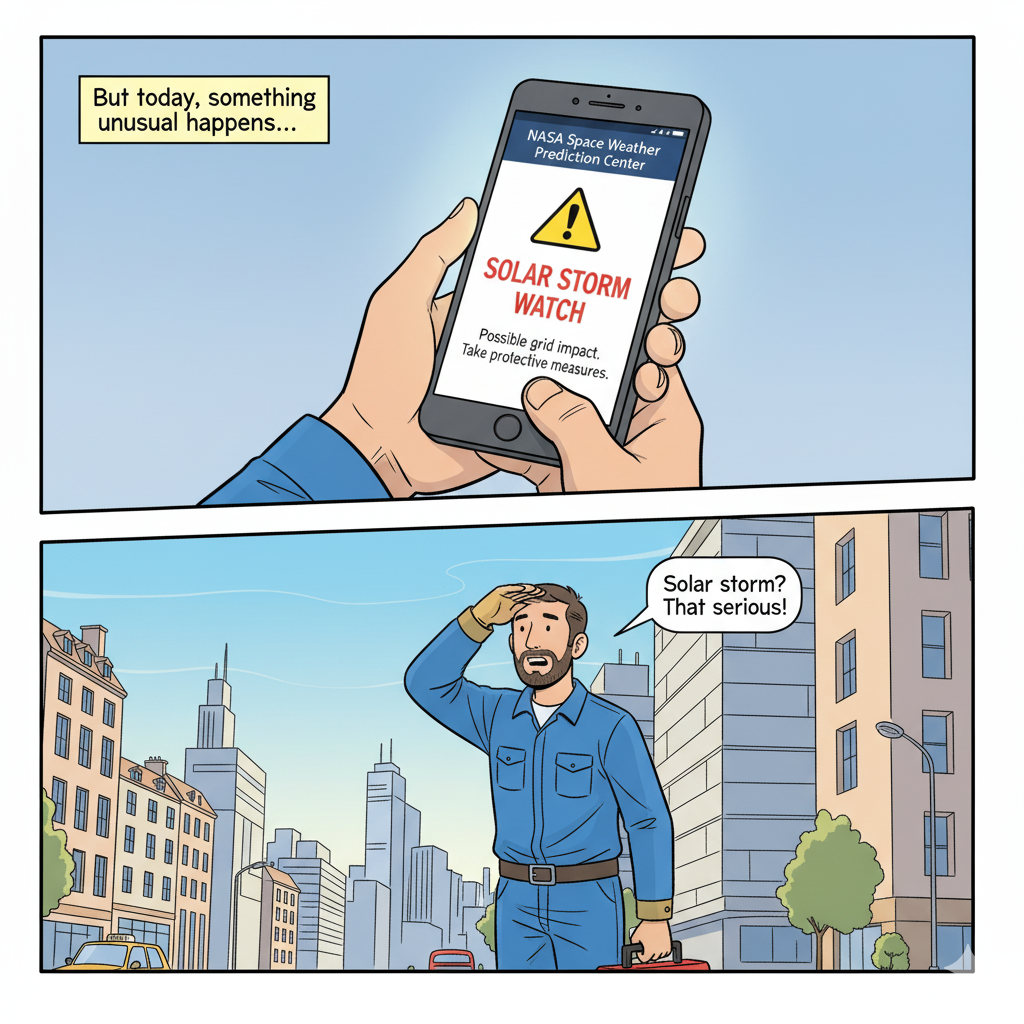 But today, something
unusual happens...
NASA Space Weather
Prediction Center
SOLAR STORM
WATCH
Possible grid impact.
Take protective measures.
Solar storm?
That serious!